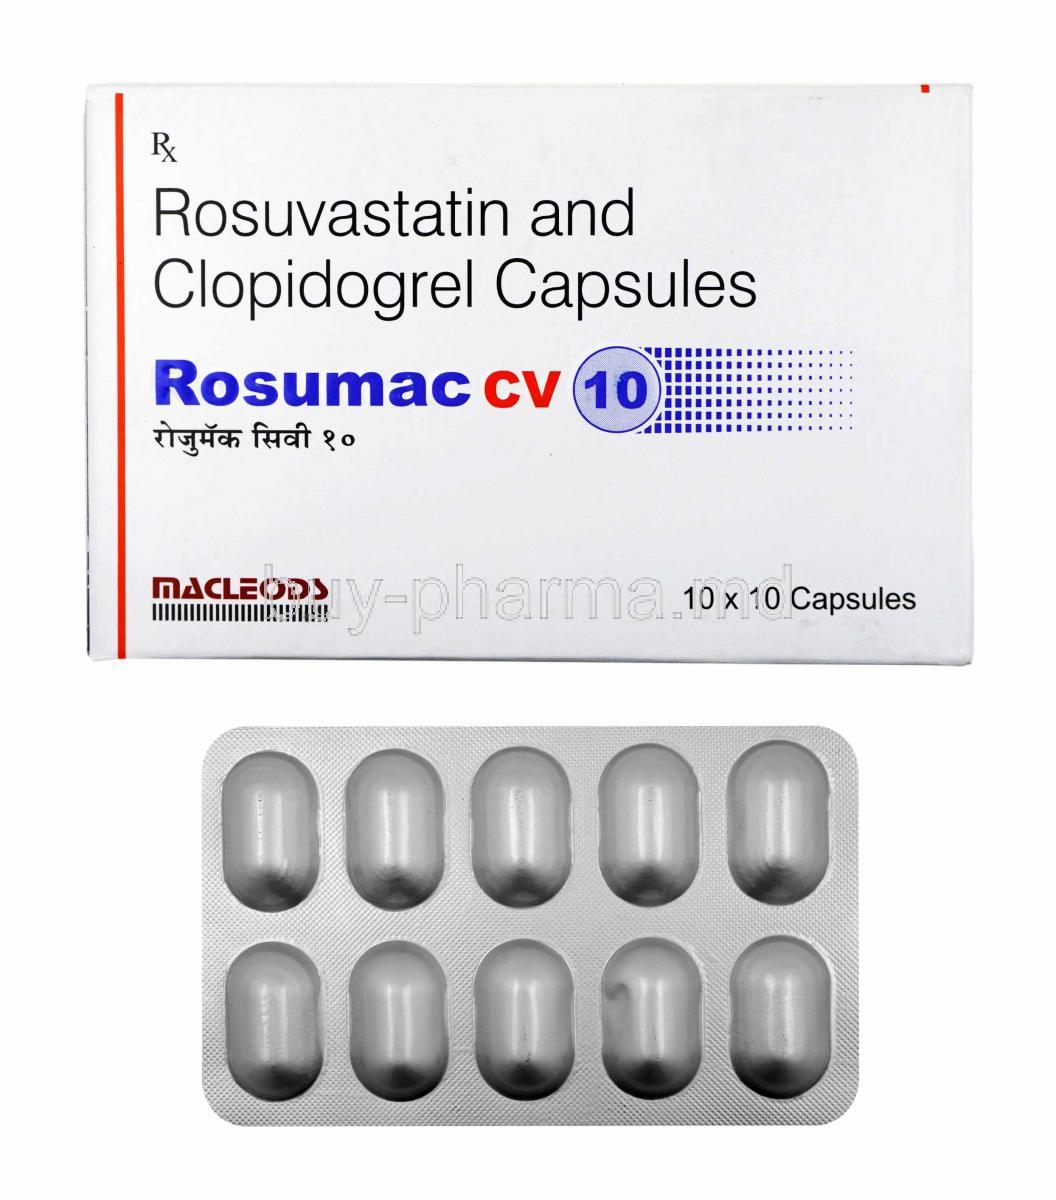 Rx
Rosuvastatin and
Clopidogrel Capsules
Rosumac CV 10
रोजुमॅक सिवी १०
MACLEODS
10 x 10 Capsules
buy-pharma.md